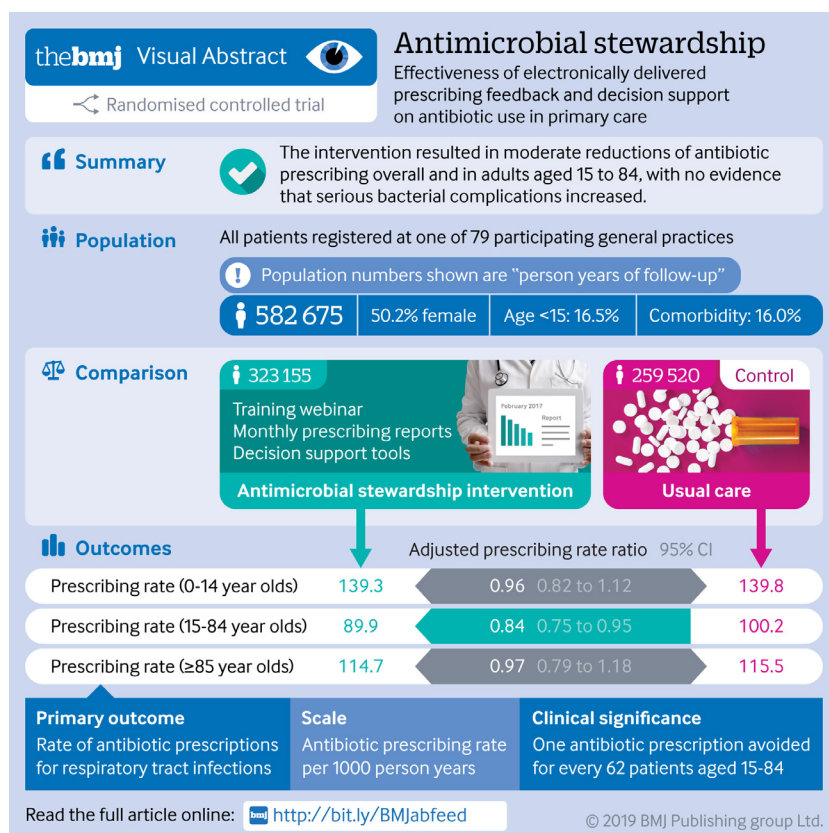 thebmj Visual Abstract
Randomised controlled trial
Antimicrobial stewardship
Effectiveness of electronically delivered
prescribing feedback and decision support
on antibiotic use in primary care
Summary
The intervention resulted in moderate reductions of antibiotic
prescribing overall and in adults aged 15 to 84, with no evidence
that serious bacterial complications increased.
Population
All patients registered at one of 79 participating general practices
! Population numbers shown are “person years of follow-up”
582 675 50.2% female Age <15: 16.5% Comorbidity: 16.0%
Comparison
323 155
Training webinar
Monthly prescribing reports
Decision support tools
February 2017
Report
Antimicrobial stewardship intervention
259 520 Control
Usual care
Outcomes
Adjusted prescribing rate ratio 95% CI
Prescribing rate (0-14 year olds) 139.3 0.96 0.82 to 1.12 139.8
Prescribing rate (15-84 year olds) 89.9 0.84 0.75 to 0.95 100.2
Prescribing rate (≥85 year olds) 114.7 0.97 0.79 to 1.18 115.5
Primary outcome
Rate of antibiotic prescriptions
for respiratory tract infections
Scale
Antibiotic prescribing rate
per 1000 person years
Clinical significance
One antibiotic prescription avoided
for every 62 patients aged 15-84
Read the full article online: bmj http://bit.ly/BMJabfeed
© 2019 BMJ Publishing group Ltd.